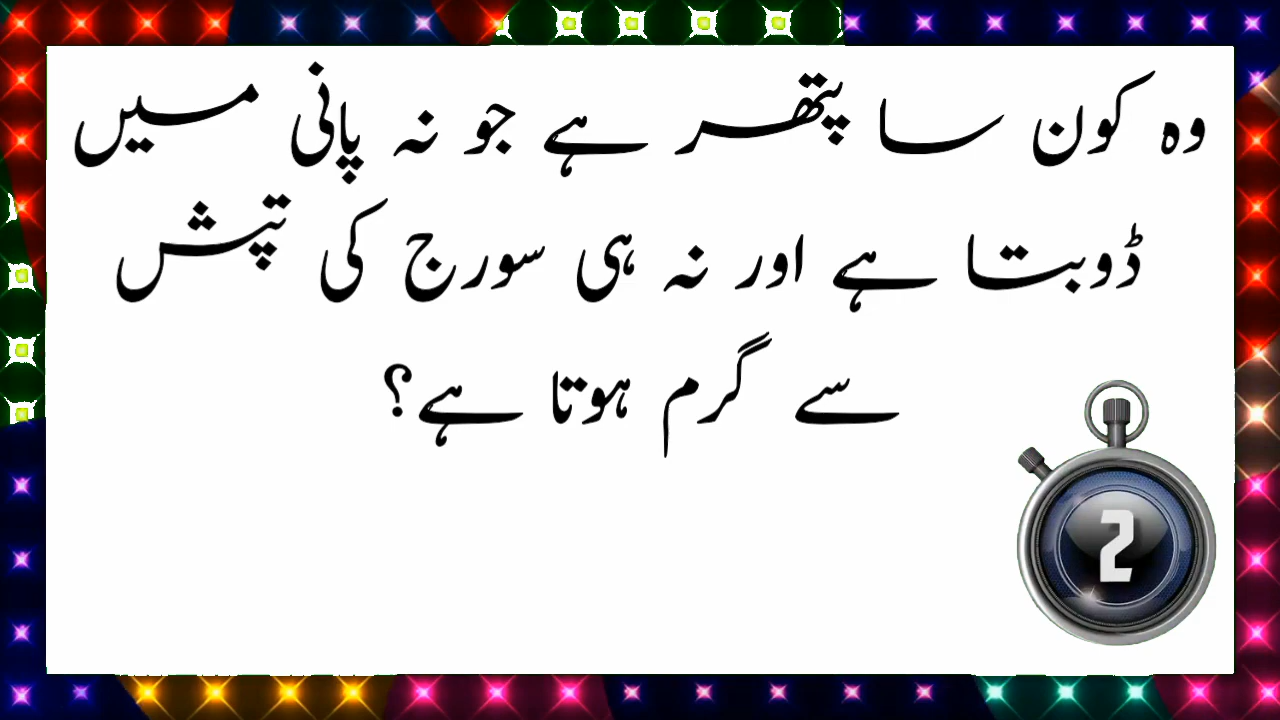 وہ کون سا پتھر ہے جو نہ پانی میں
ڈوبتا ہے اور نہ ہی سورج کی تپش
سے گرم ہوتا ہے؟
2